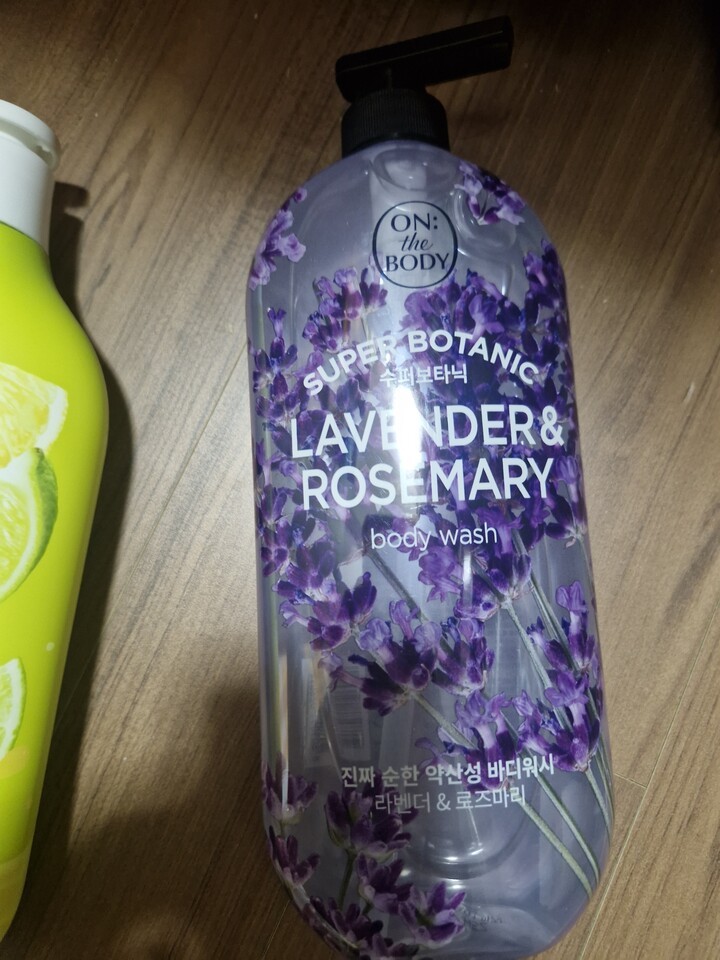 ON:
the
BODY
SUPER BOTANIC
수퍼보타닉
LAVENDER&
ROSEMARY
body wash
진짜 순한 약산성 바디워시
라벤더 & 로즈마리